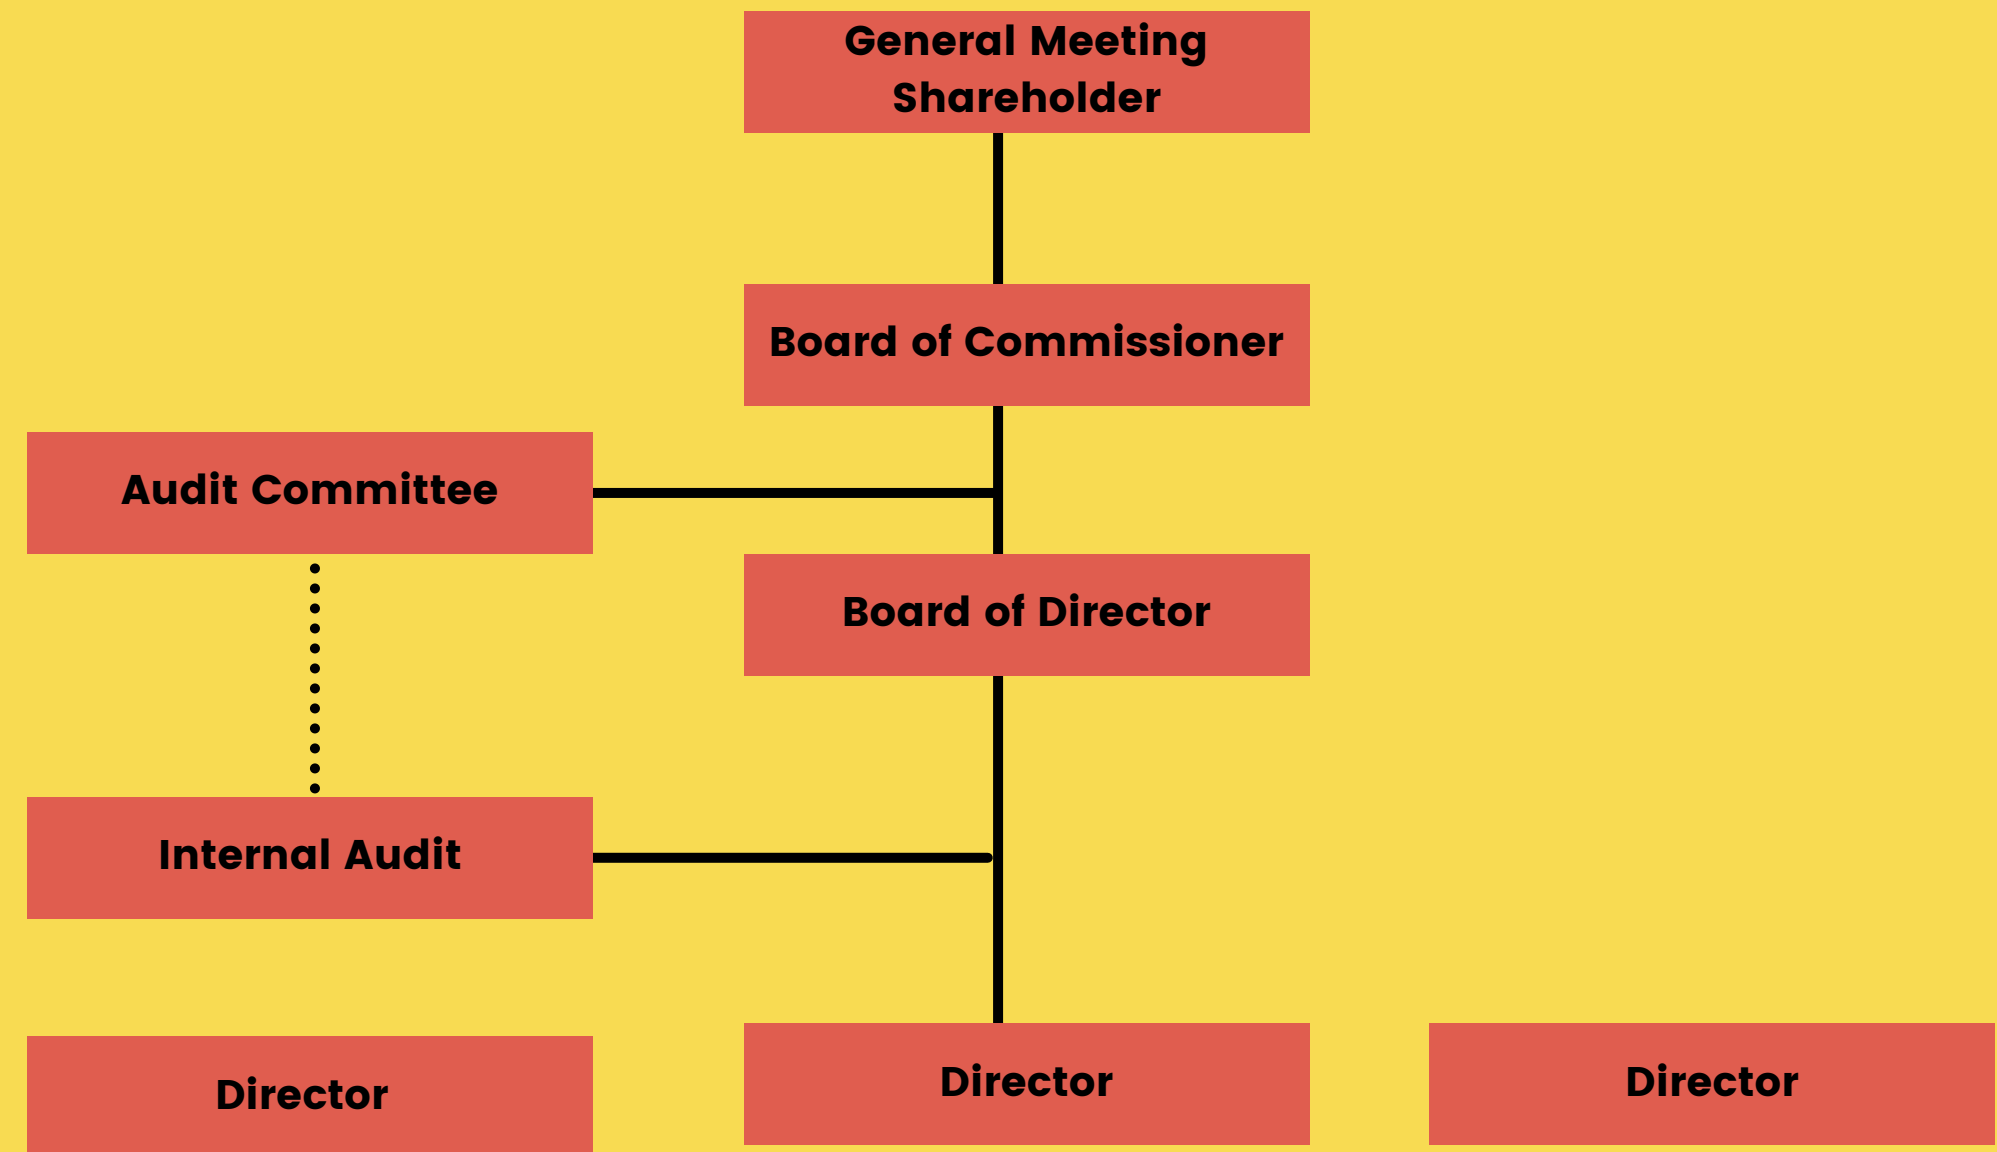 General Meeting
Shareholder
Board of Commissioner
Audit Committee
Board of Director
Internal Audit
Director
Director
Director